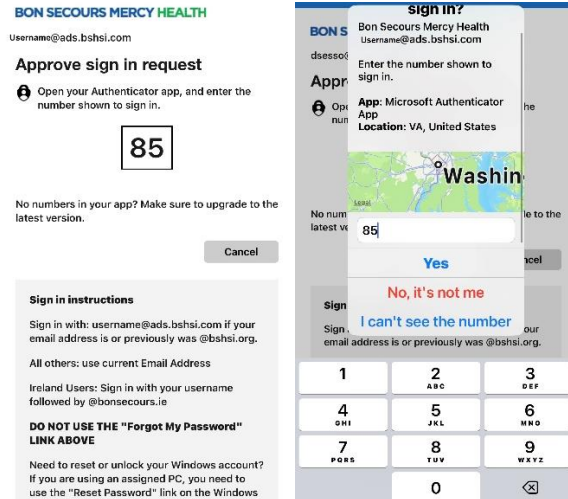 BON SECOURS MERCY HEALTH
Username@ads.bshsi.com
Approve sign in request
Open your Authenticator app, and enter the
number shown to sign in.
85
No numbers in your app? Make sure to upgrade to the
latest version.
Cancel
Sign in instructions
Sign in with: username@ads.bshsi.com if your
email address is or previously was @bshsi.org.
All others: use current Email Address
Ireland Users: Sign in with your username
followed by @bonsecours.ie
DO NOT USE THE "Forgot My Password"
LINK ABOVE
Need to reset or unlock your Windows account?
If you are using an assigned PC, you need to
use the "Reset Password" link on the Windows
sign in?
BON S
Bon Secours Mercy Health
Username@ads.bshsi.com
dsesso
Enter the number shown to
sign in.
Appr
App: Microsoft Authenticator
App
Location: VA, United States
Ope
he
num
Washin
Legal
No num
le to the
latest ve
85
ncel
Yes
No, it's not me
I can't see the number
Sign
Sign
our
email address is or previously was @bshsi.org.
1
2
ABC
3
DEF
4
GHI
5
JKL
6
MNO
7
PQRS
8
TUV
9
WXYZ
0